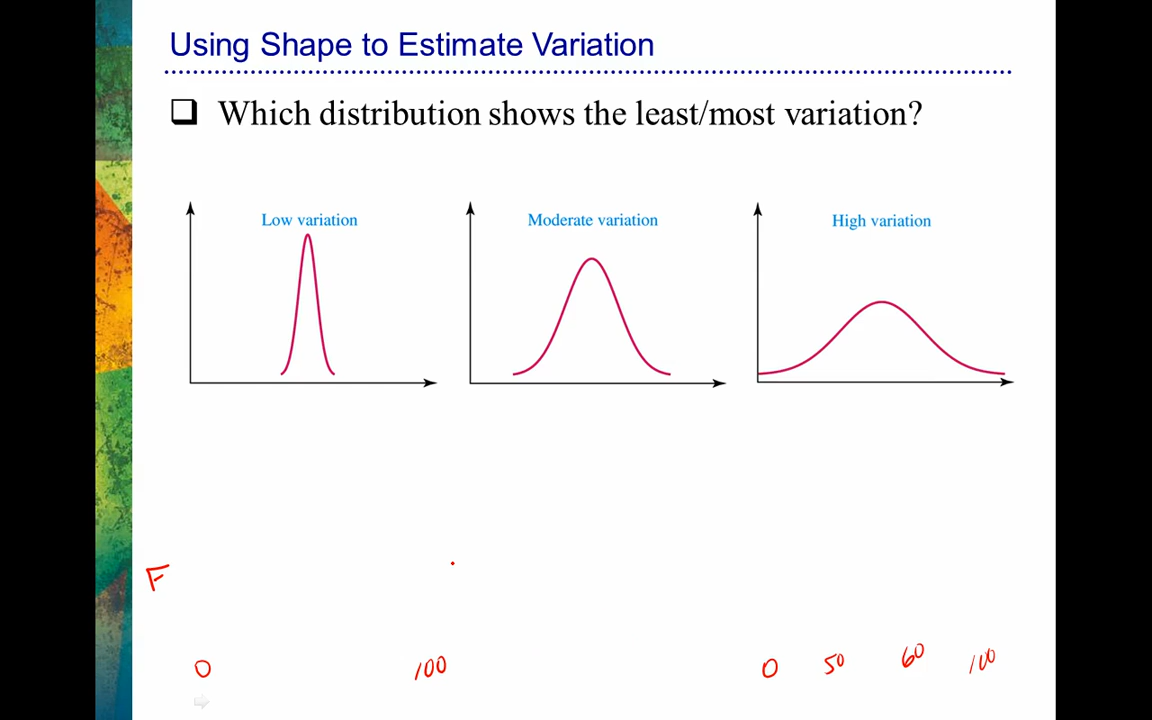 Using Shape to Estimate Variation
Which distribution shows the least/most variation?
Low variation
Moderate variation
High variation
F
0 100 0 50 60 100